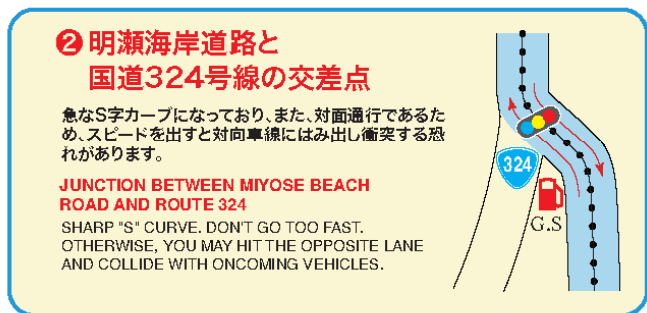 ❷ 明瀬海岸道路と
国道324号線の交差点
急なS字カーブになっており、また、対面通行であるた
め、スピードを出すと対向車線にはみ出し衝突する恐
れがあります。
JUNCTION BETWEEN MIYOSE BEACH
ROAD AND ROUTE 324
SHARP "S" CURVE. DON'T GO TOO FAST.
OTHERWISE, YOU MAY HIT THE OPPOSITE LANE
AND COLLIDE WITH ONCOMING VEHICLES.
324
G.S